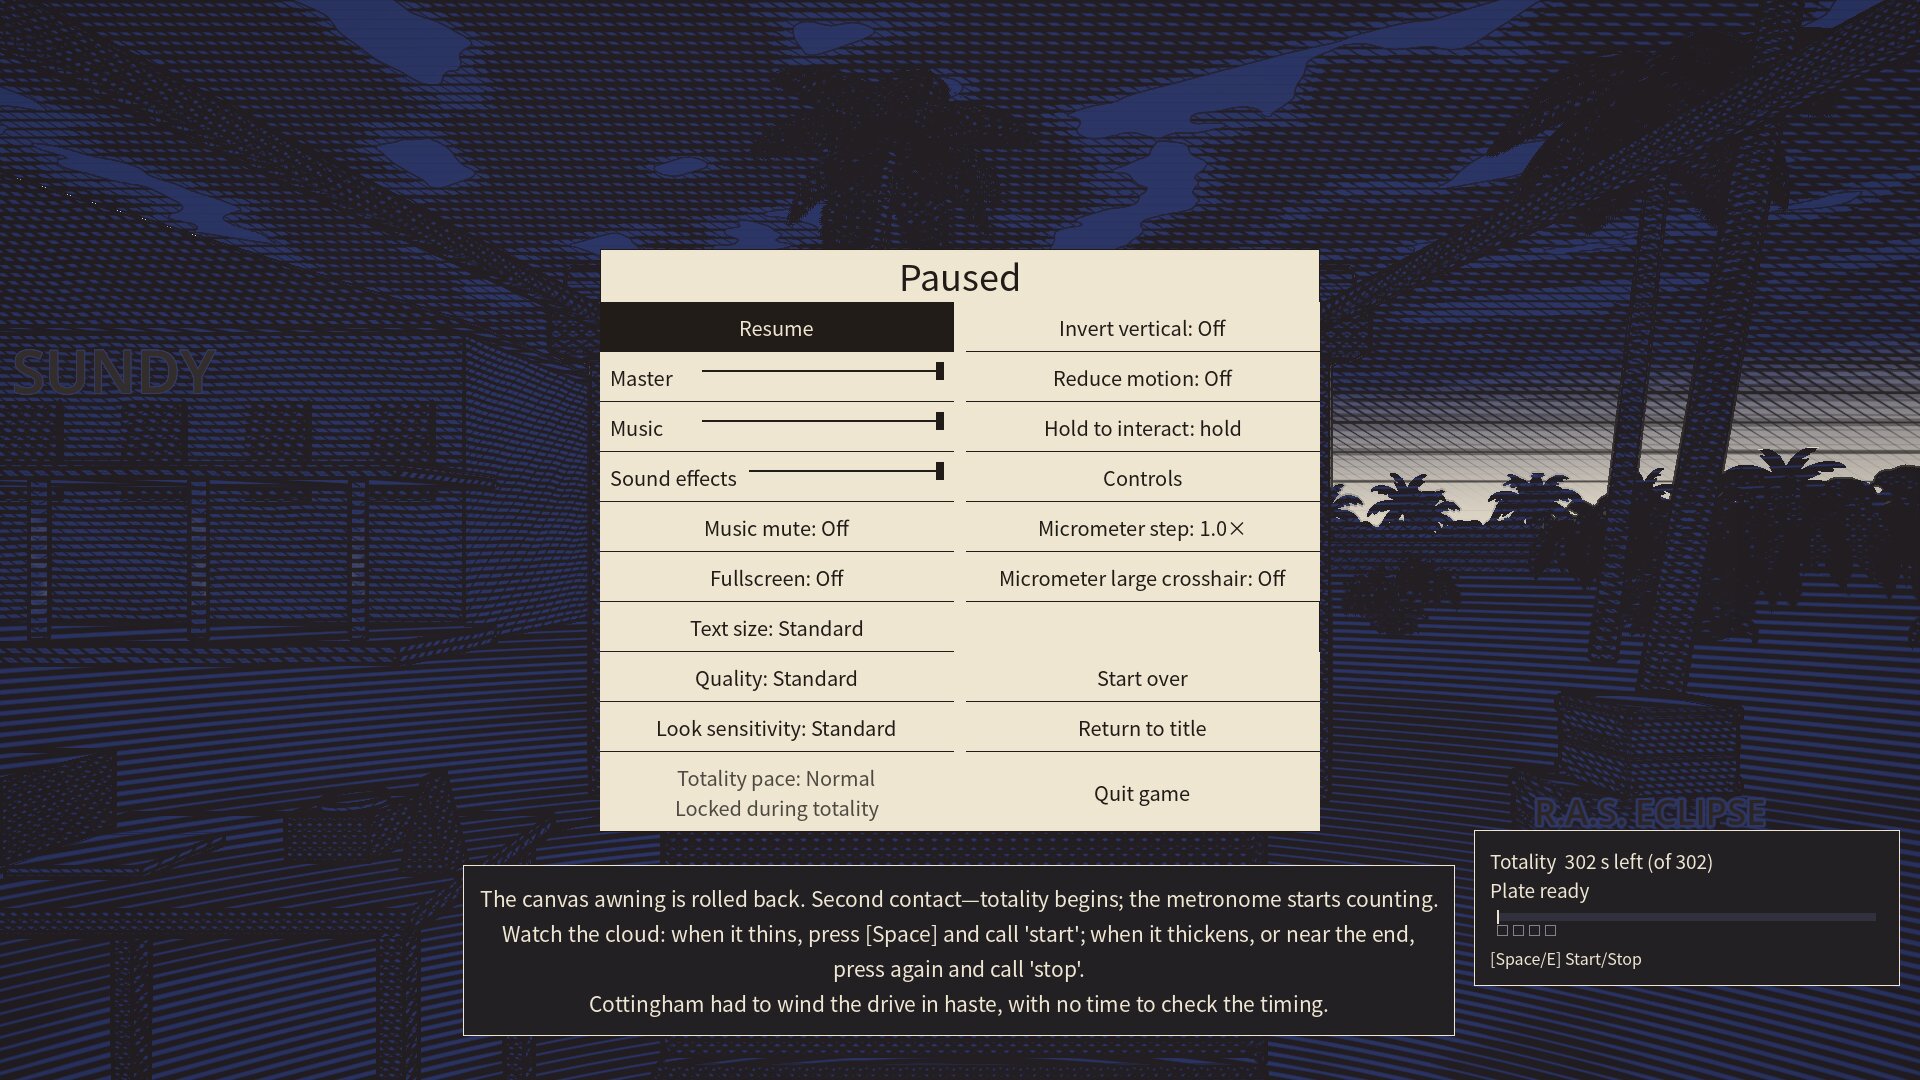 Paused
Resume
Master
Music
Sound effects
Music mute: Off
Fullscreen: Off
Text size: Standard
Quality: Standard
Look sensitivity: Standard
Totality pace: Normal
Locked during totality
Invert vertical: Off
Reduce motion: Off
Hold to interact: hold
Controls
Micrometer step: 1.0×
Micrometer large crosshair: Off
Start over
Return to title
Quit game
SUNDY
R.A.S. ECLIPSE
The canvas awning is rolled back. Second contact—totality begins; the metronome starts counting.
Watch the cloud: when it thins, press [Space] and call 'start'; when it thickens, or near the end,
press again and call 'stop'.
Cottingham had to wind the drive in haste, with no time to check the timing.
Totality 302 s left (of 302)
Plate ready
[Space/E] Start/Stop